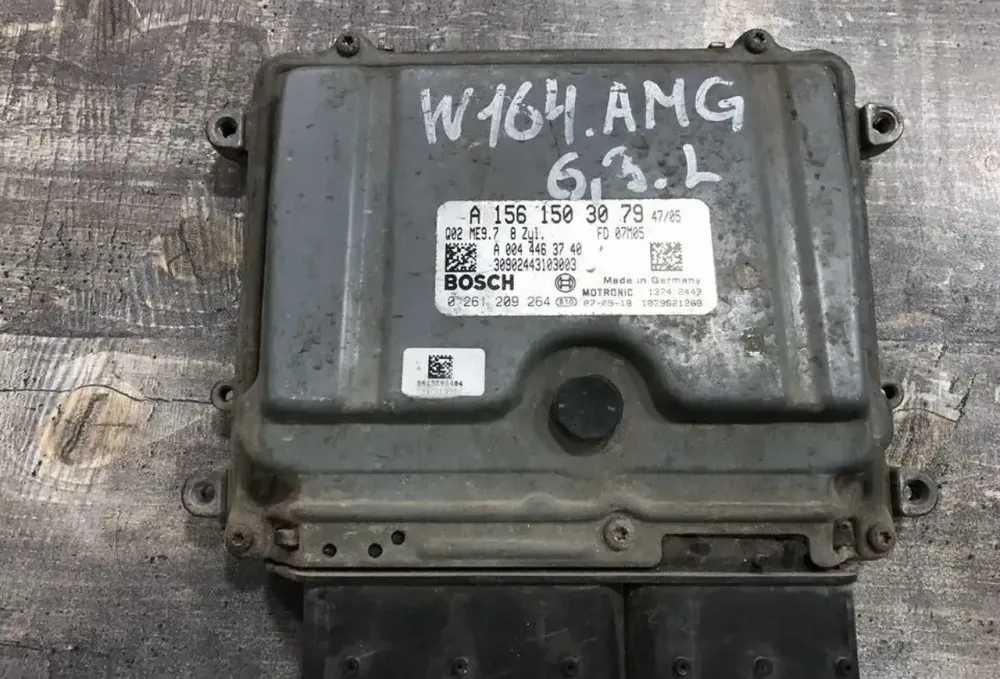 W164.AMG
6,3.L
A 156 150 30 79 47/05
Q02 ME9.7 8 Zyl. FD 07M05
A 004 446 37 40
30902443103003
BOSCH Made in Germany
MOTRONIC 1374 2443
0 261 209 264 07-05-18